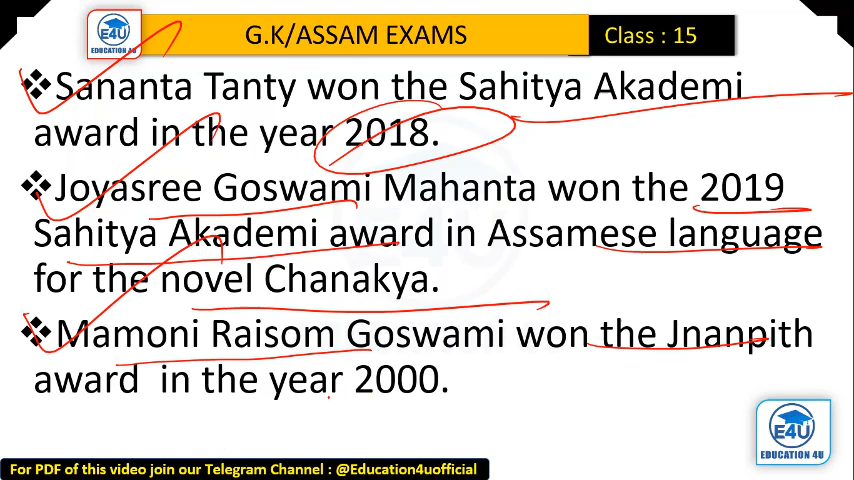 E4U
EDUCATION 4U
G.K/ASSAM EXAMS
Class : 15
❖Sananta Tanty won the Sahitya Akademi
award in the year 2018.
❖Joyasree Goswami Mahanta won the 2019
Sahitya Akademi award in Assamese language
for the novel Chanakya.
❖Mamoni Raisom Goswami won the Jnanpith
award in the year 2000.
E4U
EDUCATION 4U
For PDF of this video join our Telegram Channel : @Education4uofficial